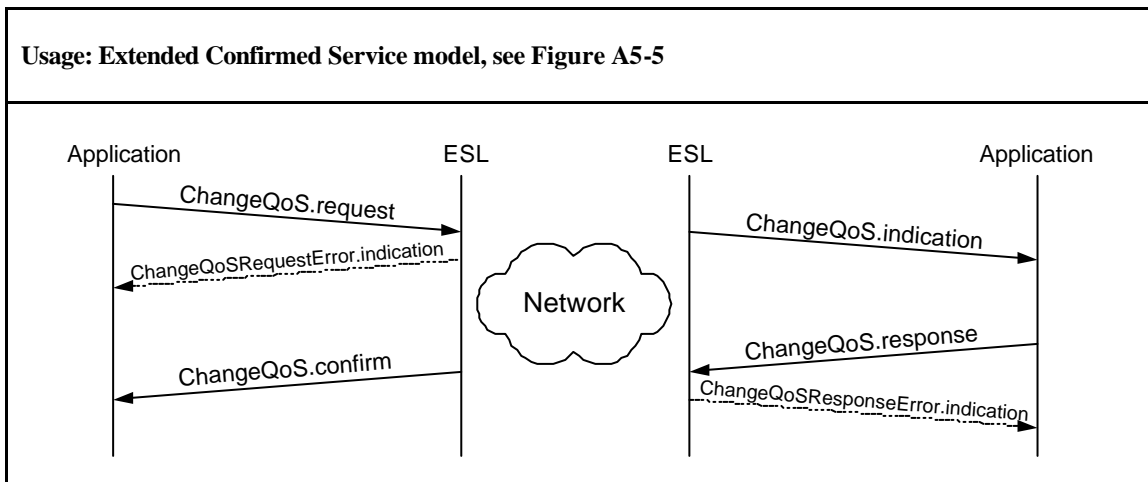 Usage: Extended Confirmed Service model, see Figure A5-5
Application
ESL
ESL
Application
ChangeQoS.request
ChangeQoS.indication
ChangeQoSRequestError.indication
Network
ChangeQoS.response
ChangeQoS.confirm
ChangeQoSResponseError.indication